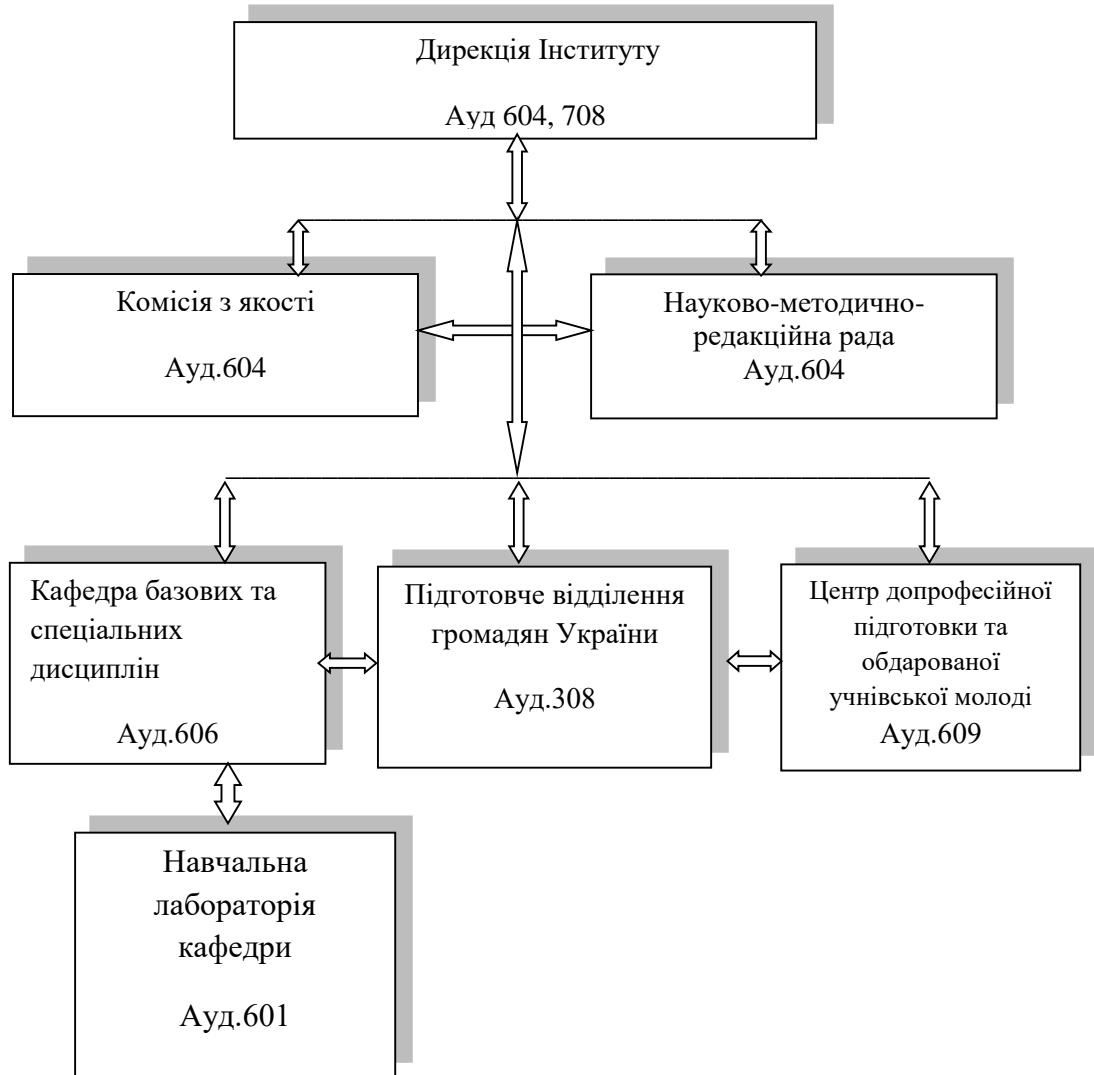 Дирекція Інституту
Ауд 604, 708
Комісія з якості
Ауд.604
Науково-методично-
редакційна рада
Ауд.604
Кафедра базових та
спеціальних
дисциплін
Ауд.606
Підготовче відділення
громадян України
Ауд.308
Центр допрофесійної
підготовки та
обдарованої
учнівської молоді
Ауд.609
Навчальна
лабораторія
кафедри
Ауд.601